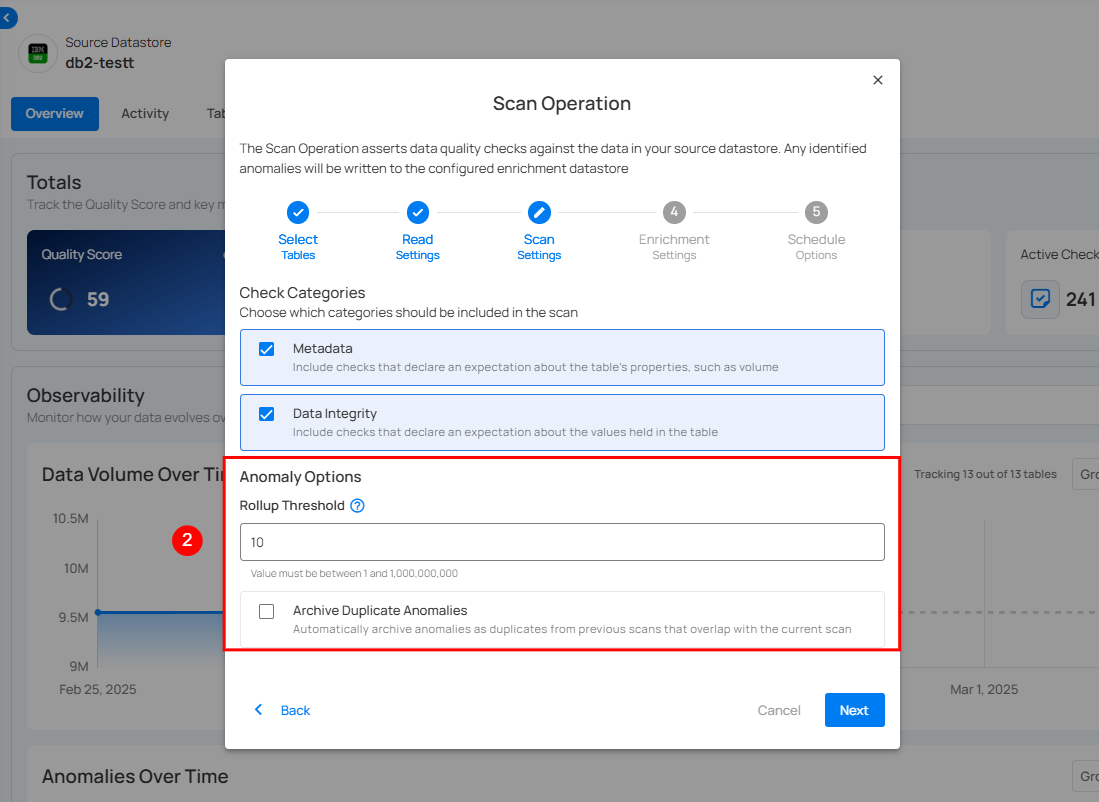 Source Datastore
db2-testt
Overview
Activity
Scan Operation
The Scan Operation asserts data quality checks against the data in your source datastore. Any identified
anomalies will be written to the configured enrichment datastore
4
5
Select
Tables
Read
Settings
Scan
Settings
Enrichment
Settings
Schedule
Options
Check Categories
Choose which categories should be included in the scan
Metadata
Include checks that declare an expectation about the table's properties, such as volume
Data Integrity
Include checks that declare an expectation about the values held in the table
Anomaly Options
Rollup Threshold ?
10
Value must be between 1 and 1,000,000,000
Archive Duplicate Anomalies
Automatically archive anomalies as duplicates from previous scans that overlap with the current scan
Back
Cancel
Next
2
Totals
Track the Quality Score and key
Quality Score
59
Active Check
241
Observability
Monitor how your data evolves
Data Volume Over
Tracking 13 out of 13 tables
10.5M
10M
9.5M
9M
Feb 25, 2025
Mar 1, 2025
Anomalies Over Time